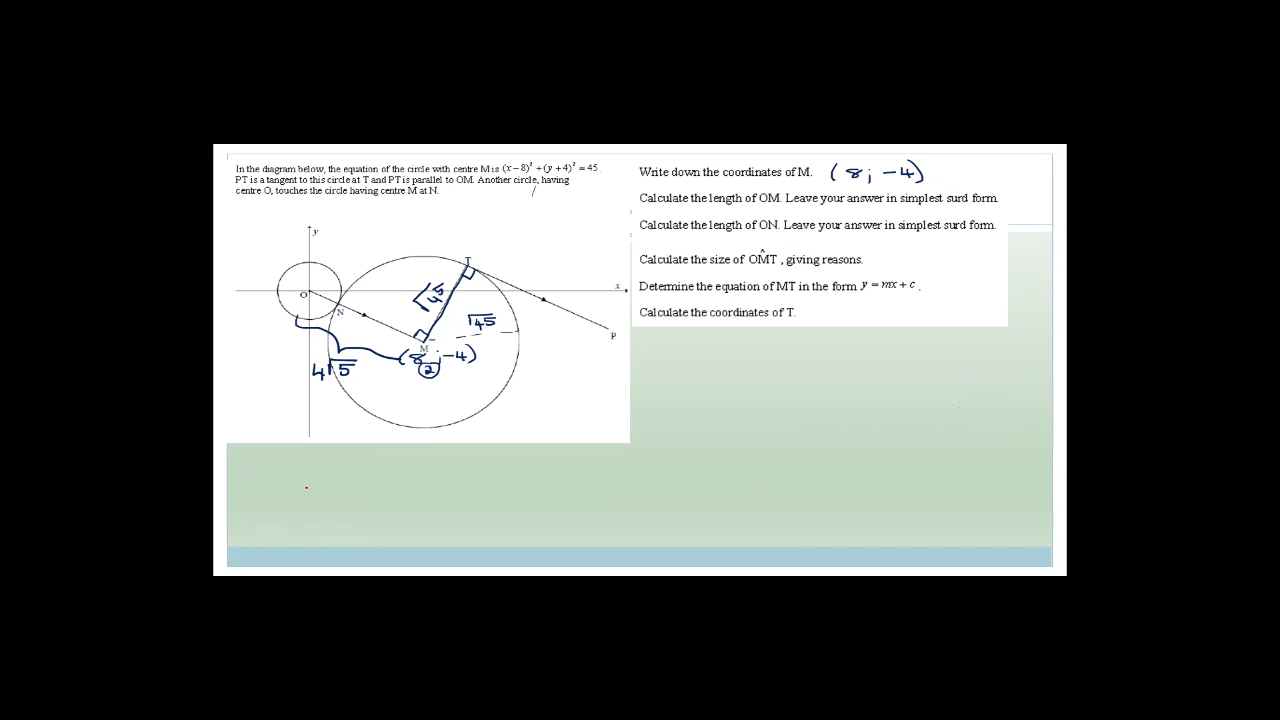 In the diagram below, the equation of the circle with centre M is (x − 8)² + (y + 4)² = 45.
PT is a tangent to this circle at T and PT is parallel to OM. Another circle, having
centre O, touches the circle having centre M at N.
y
T
x
O
N
√45
√45
P
M
(8 ; −4)
2
4√5
Write down the coordinates of M. (8; −4)
Calculate the length of OM. Leave your answer in simplest surd form.
Calculate the length of ON. Leave your answer in simplest surd form.
Calculate the size of OM̂T , giving reasons.
Determine the equation of MT in the form y = mx + c .
Calculate the coordinates of T.